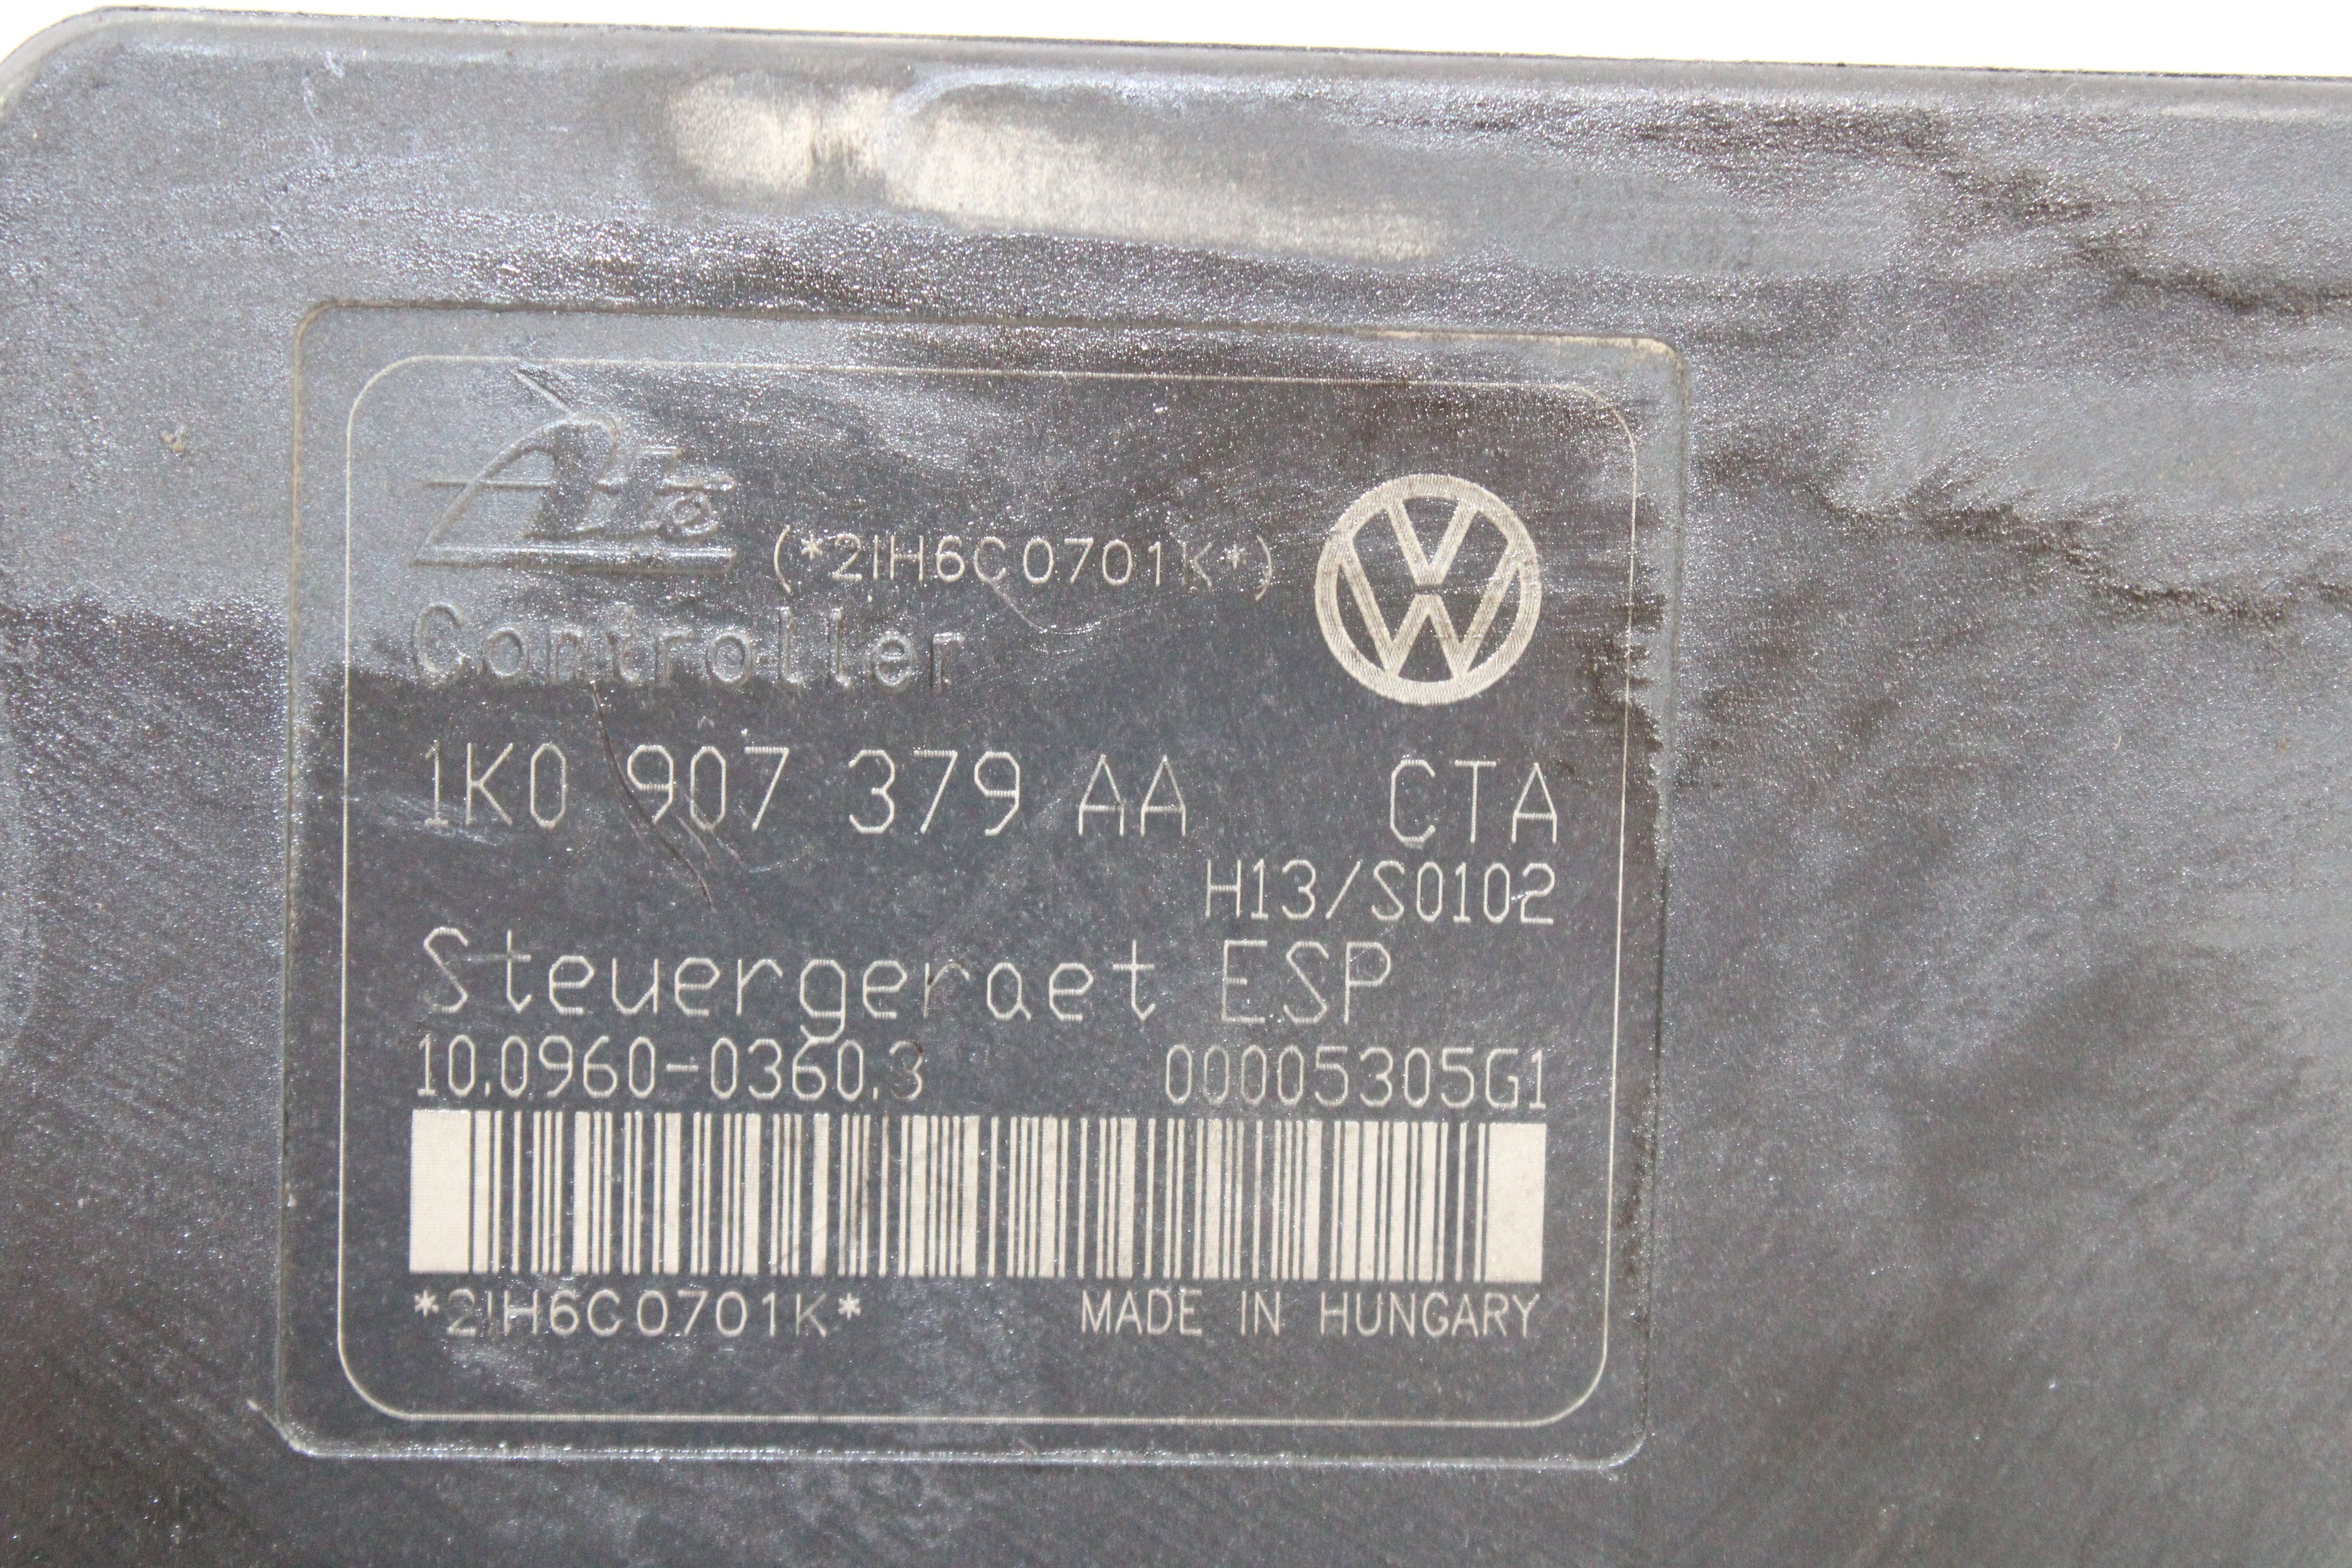 Ate (*2IH6C0701K*)
Controller
1K0 907 379 AA CTA
H13/S0102
Steuergeraet ESP
10.0960-0360.3 00005305G1
*2IH6C0701K* MADE IN HUNGARY